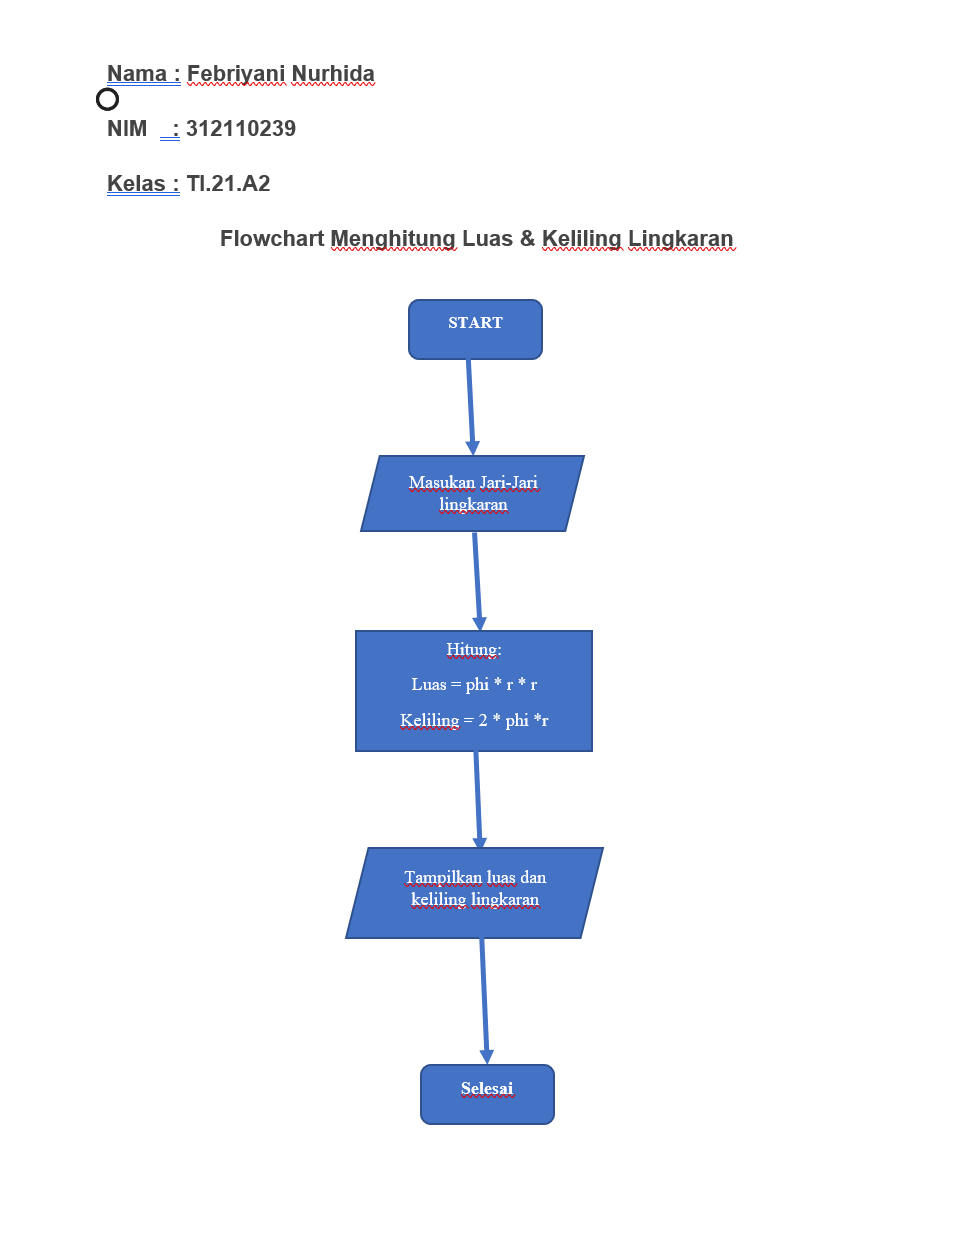 Nama : Febriyani Nurhida
NIM : 312110239
Kelas : TI.21.A2
Flowchart Menghitung Luas & Keliling Lingkaran
START
Masukan Jari-Jari
lingkaran
Hitung:
Luas = phi * r * r
Keliling = 2 * phi *r
Tampilkan luas dan
keliling lingkaran
Selesai